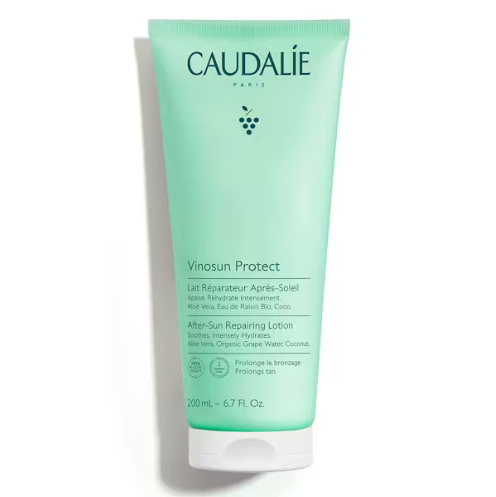 CAUDALÍE
PARIS
Vinosun Protect
Lait Réparateur Après-Soleil
Apaise, Réhydrate Intensément,
Aloe Vera, Eau de Raisin Bio, Coco.
After-Sun Repairing Lotion
Soothes, Intensely Hydrates,
Aloe Vera, Organic Grape Water, Coconut.
Prolonge le bronzage
Prolongs tan
200 mL – 6.7 Fl. Oz.